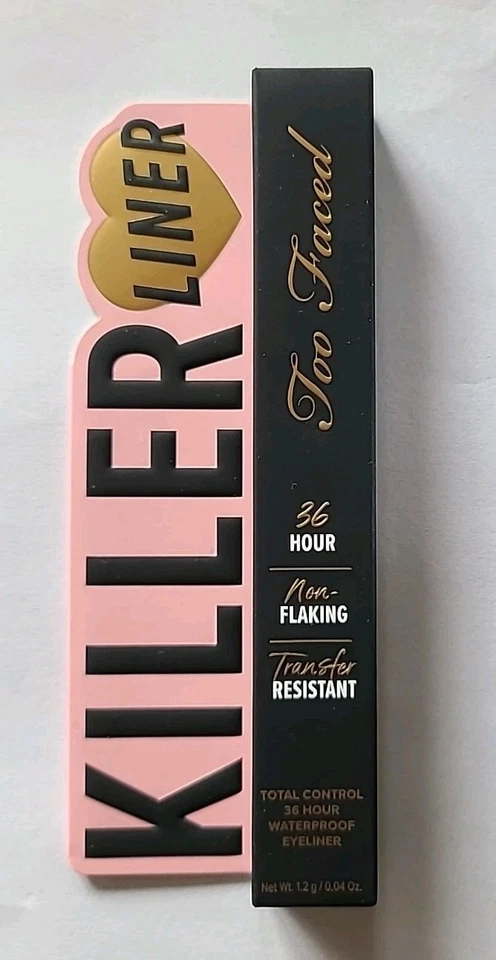 KILLER
LINER
Too Faced
36
HOUR
Non-
FLAKING
Transfer
RESISTANT
TOTAL CONTROL
36 HOUR
WATERPROOF
EYELINER
Net Wt. 1.2 g / 0.04 Oz.